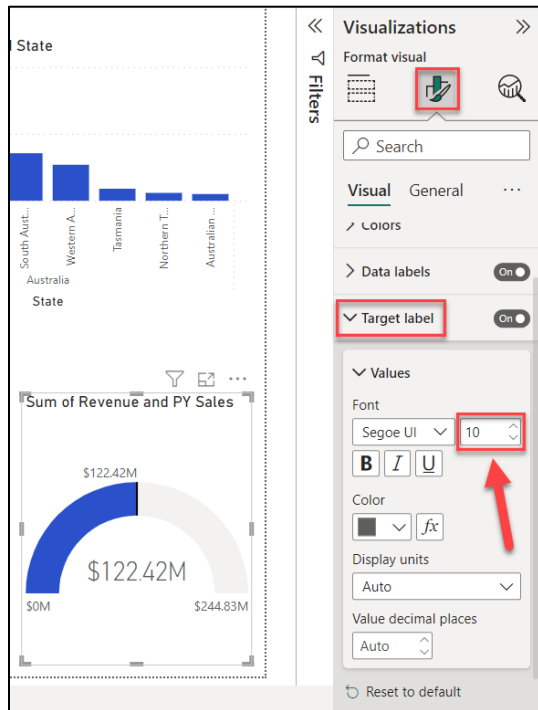 l State
South Aust...
Western A...
Tasmania
Northern T...
Australian ...
Australia
State
Sum of Revenue and PY Sales
$122.42M
$122.42M
$0M
$244.83M
Filters
Visualizations
Format visual
Search
Visual General ...
Colors
Data labels On
Target label On
Values
Font
Segoe UI 10
B I U
Color
fx
Display units
Auto
Value decimal places
Auto
Reset to default